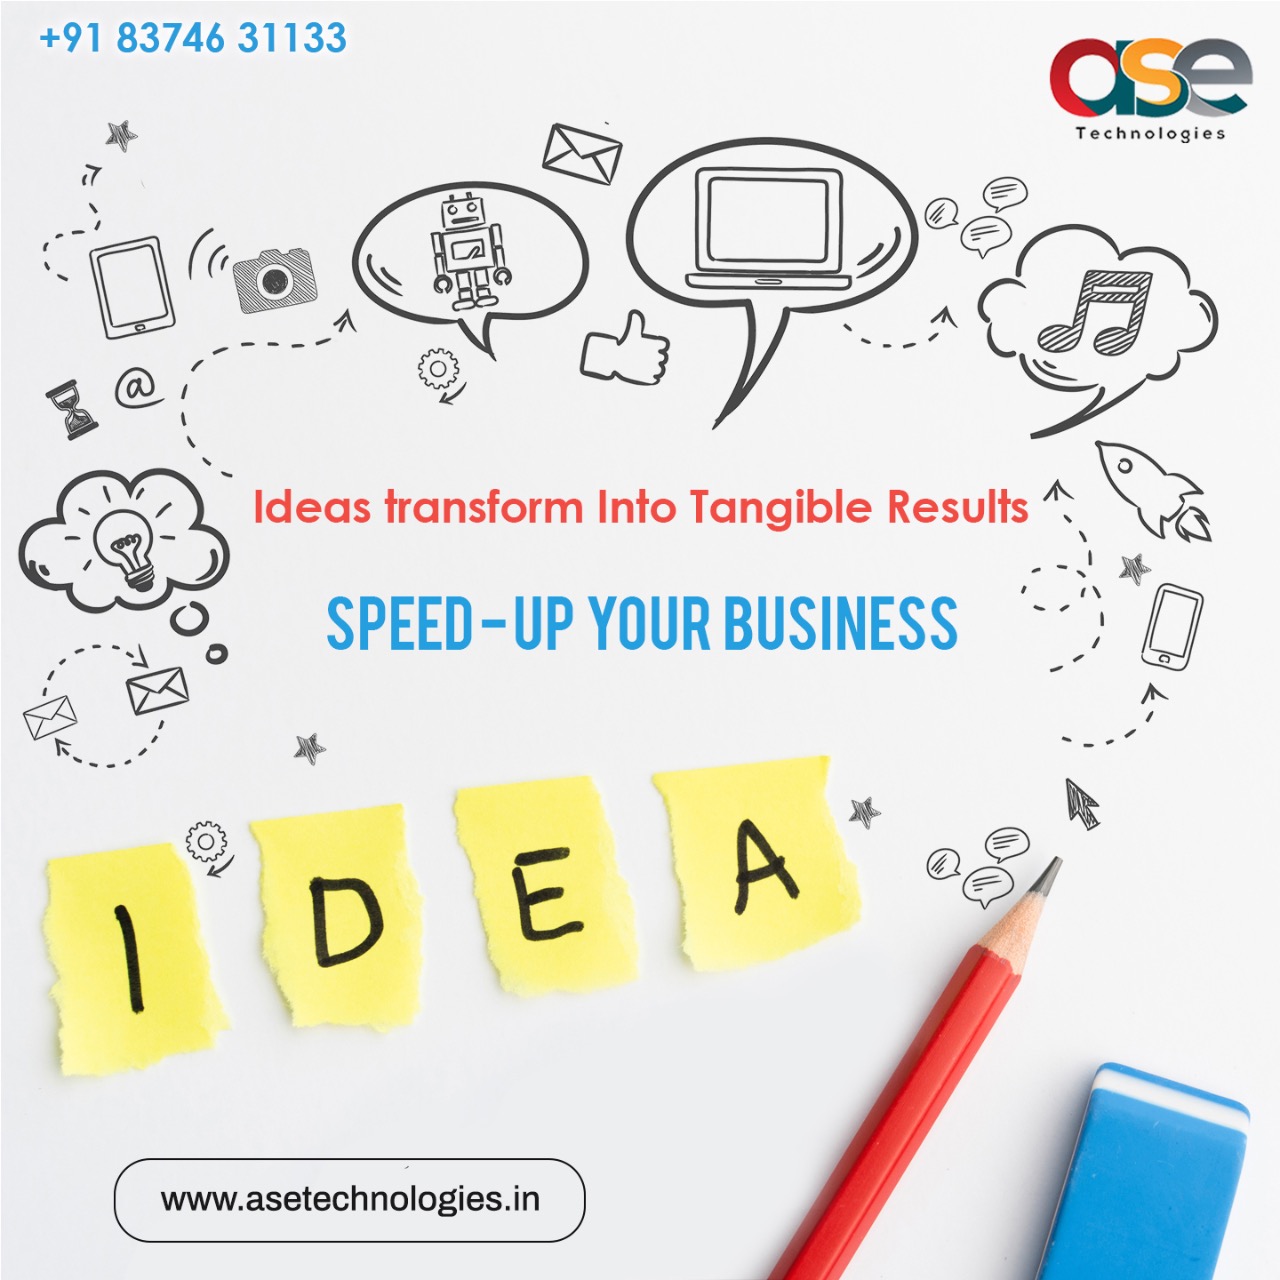 +91 83746 31133
ase
Technologies
@
Ideas transform Into Tangible Results
SPEED-UP YOUR BUSINESS
IDEA
www.asetechnologies.in